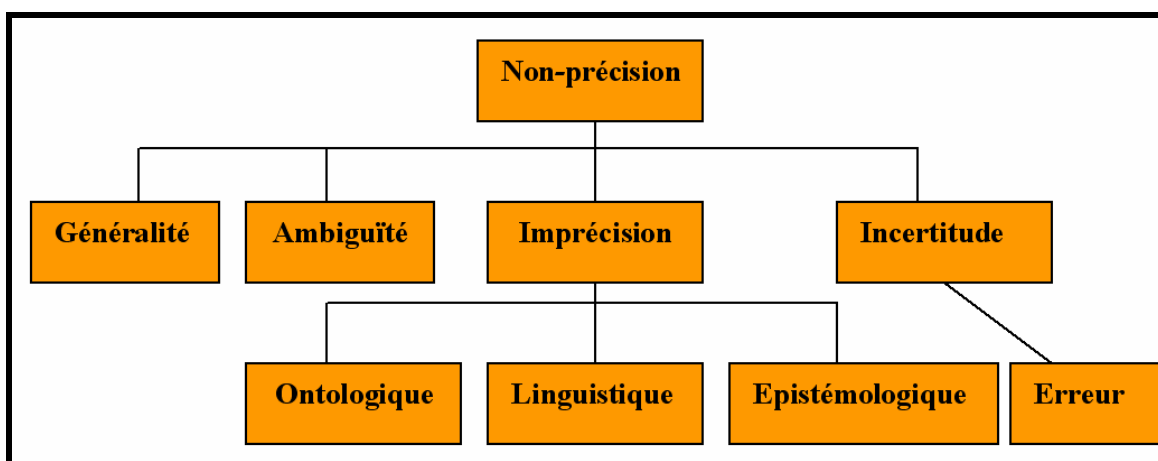 Non-précision
Généralité
Ambiguïté
Imprécision
Incertitude
Ontologique
Linguistique
Epistémologique
Erreur